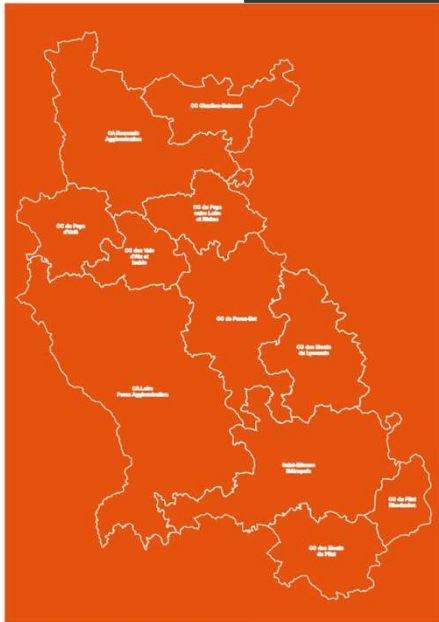 CC Charlieu-Belmont
CA Roannais
Agglomération
CC du Pays
entre Loire
et Rhône
CC du Pays
d'Urfé
CC des Vals
d'Aix et
Isable
CC de Forez-Est
CC des Monts
du Lyonnais
CA Loire
Forez Agglomération
Saint-Etienne
Métropole
CC du Pilat
Rhodanien
CC des Monts
du Pilat